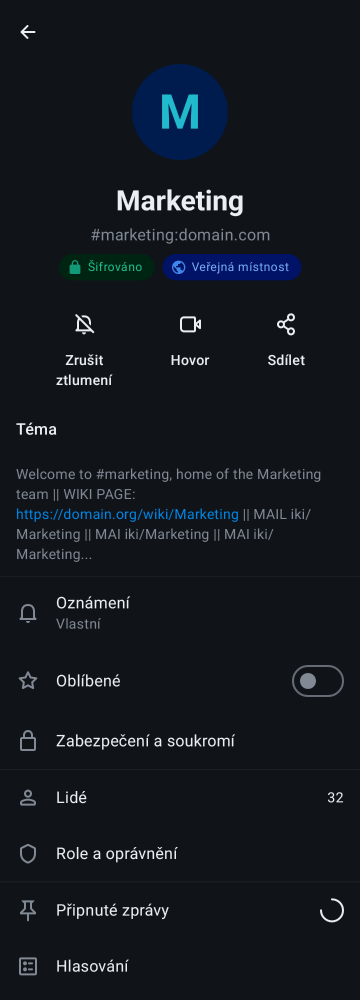 M
Marketing
#marketing:domain.com
Šifrováno
Veřejná místnost
Zrušit
ztlumení
Hovor
Sdílet
Téma
Welcome to #marketing, home of the Marketing
team || WIKI PAGE:
https://domain.org/wiki/Marketing || MAIL iki/
Marketing || MAI iki/Marketing || MAI iki/
Marketing...
Oznámení
Vlastní
Oblíbené
Zabezpečení a soukromí
Lidé 32
Role a oprávnění
Připnuté zprávy
Hlasování